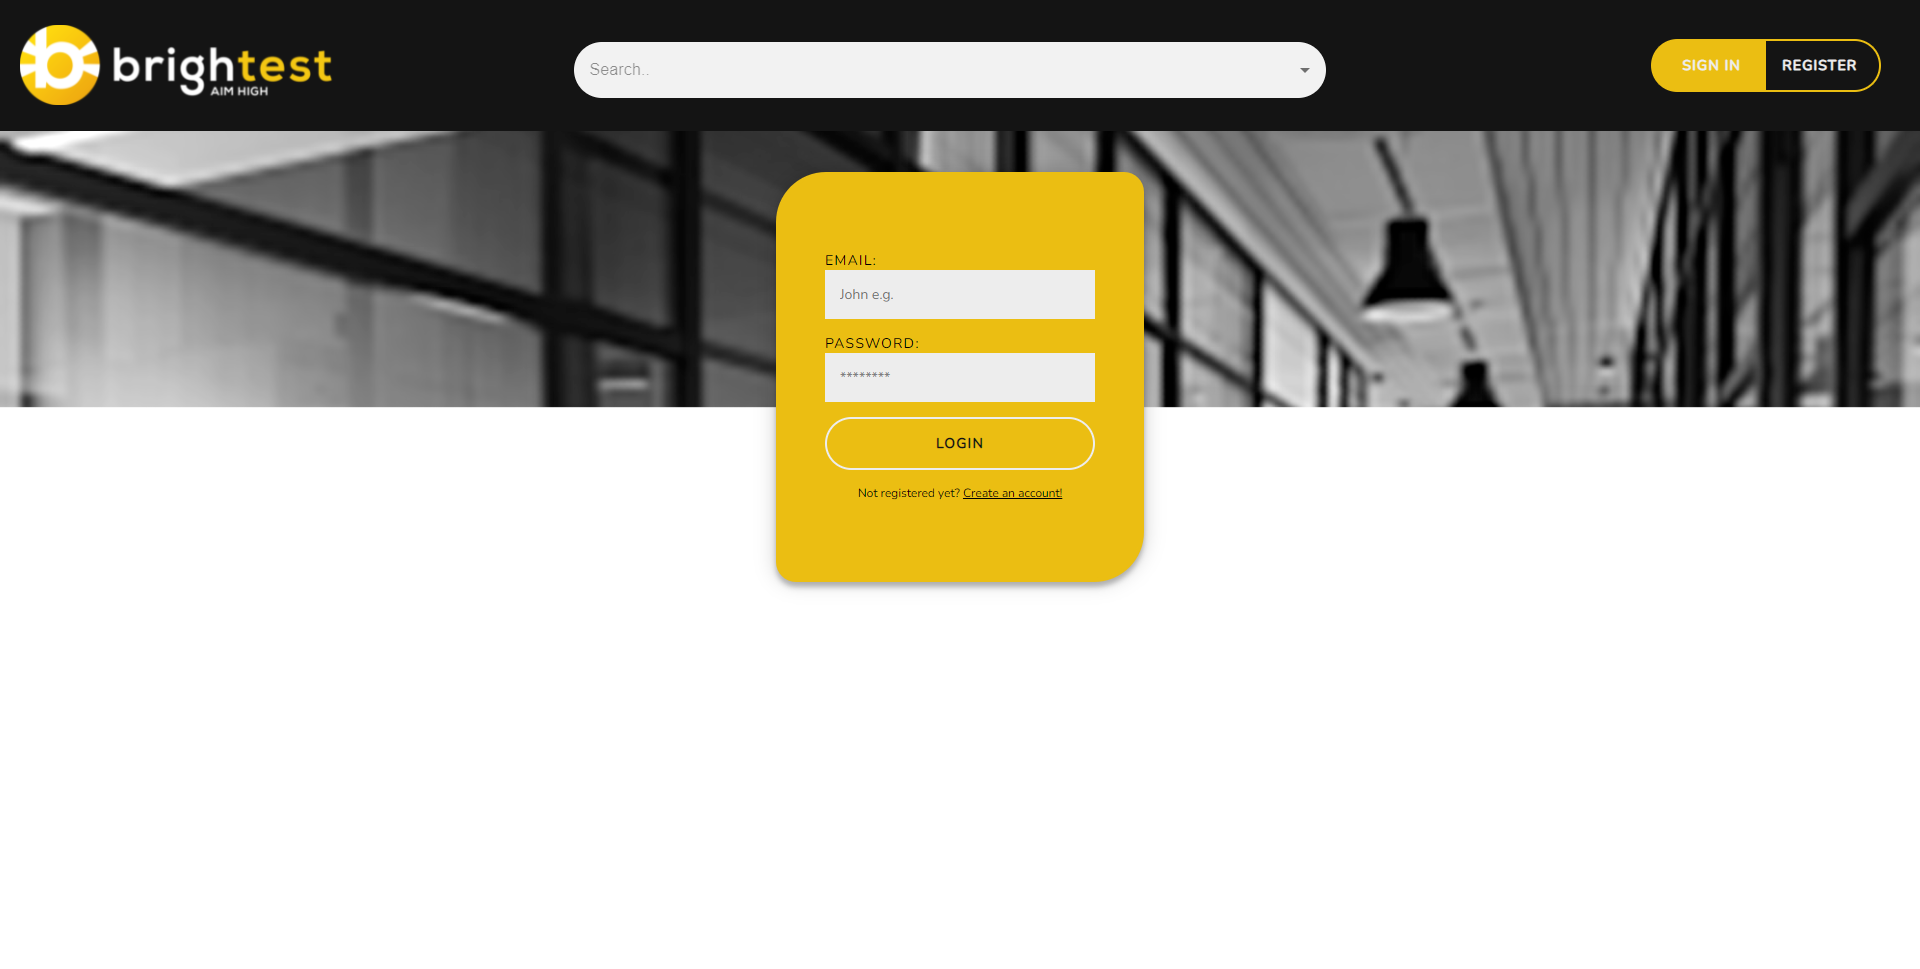 brightest
AIM HIGH
Search..
SIGN IN
REGISTER
EMAIL:
John e.g.
PASSWORD:
********
LOGIN
Not registered yet? Create an account!